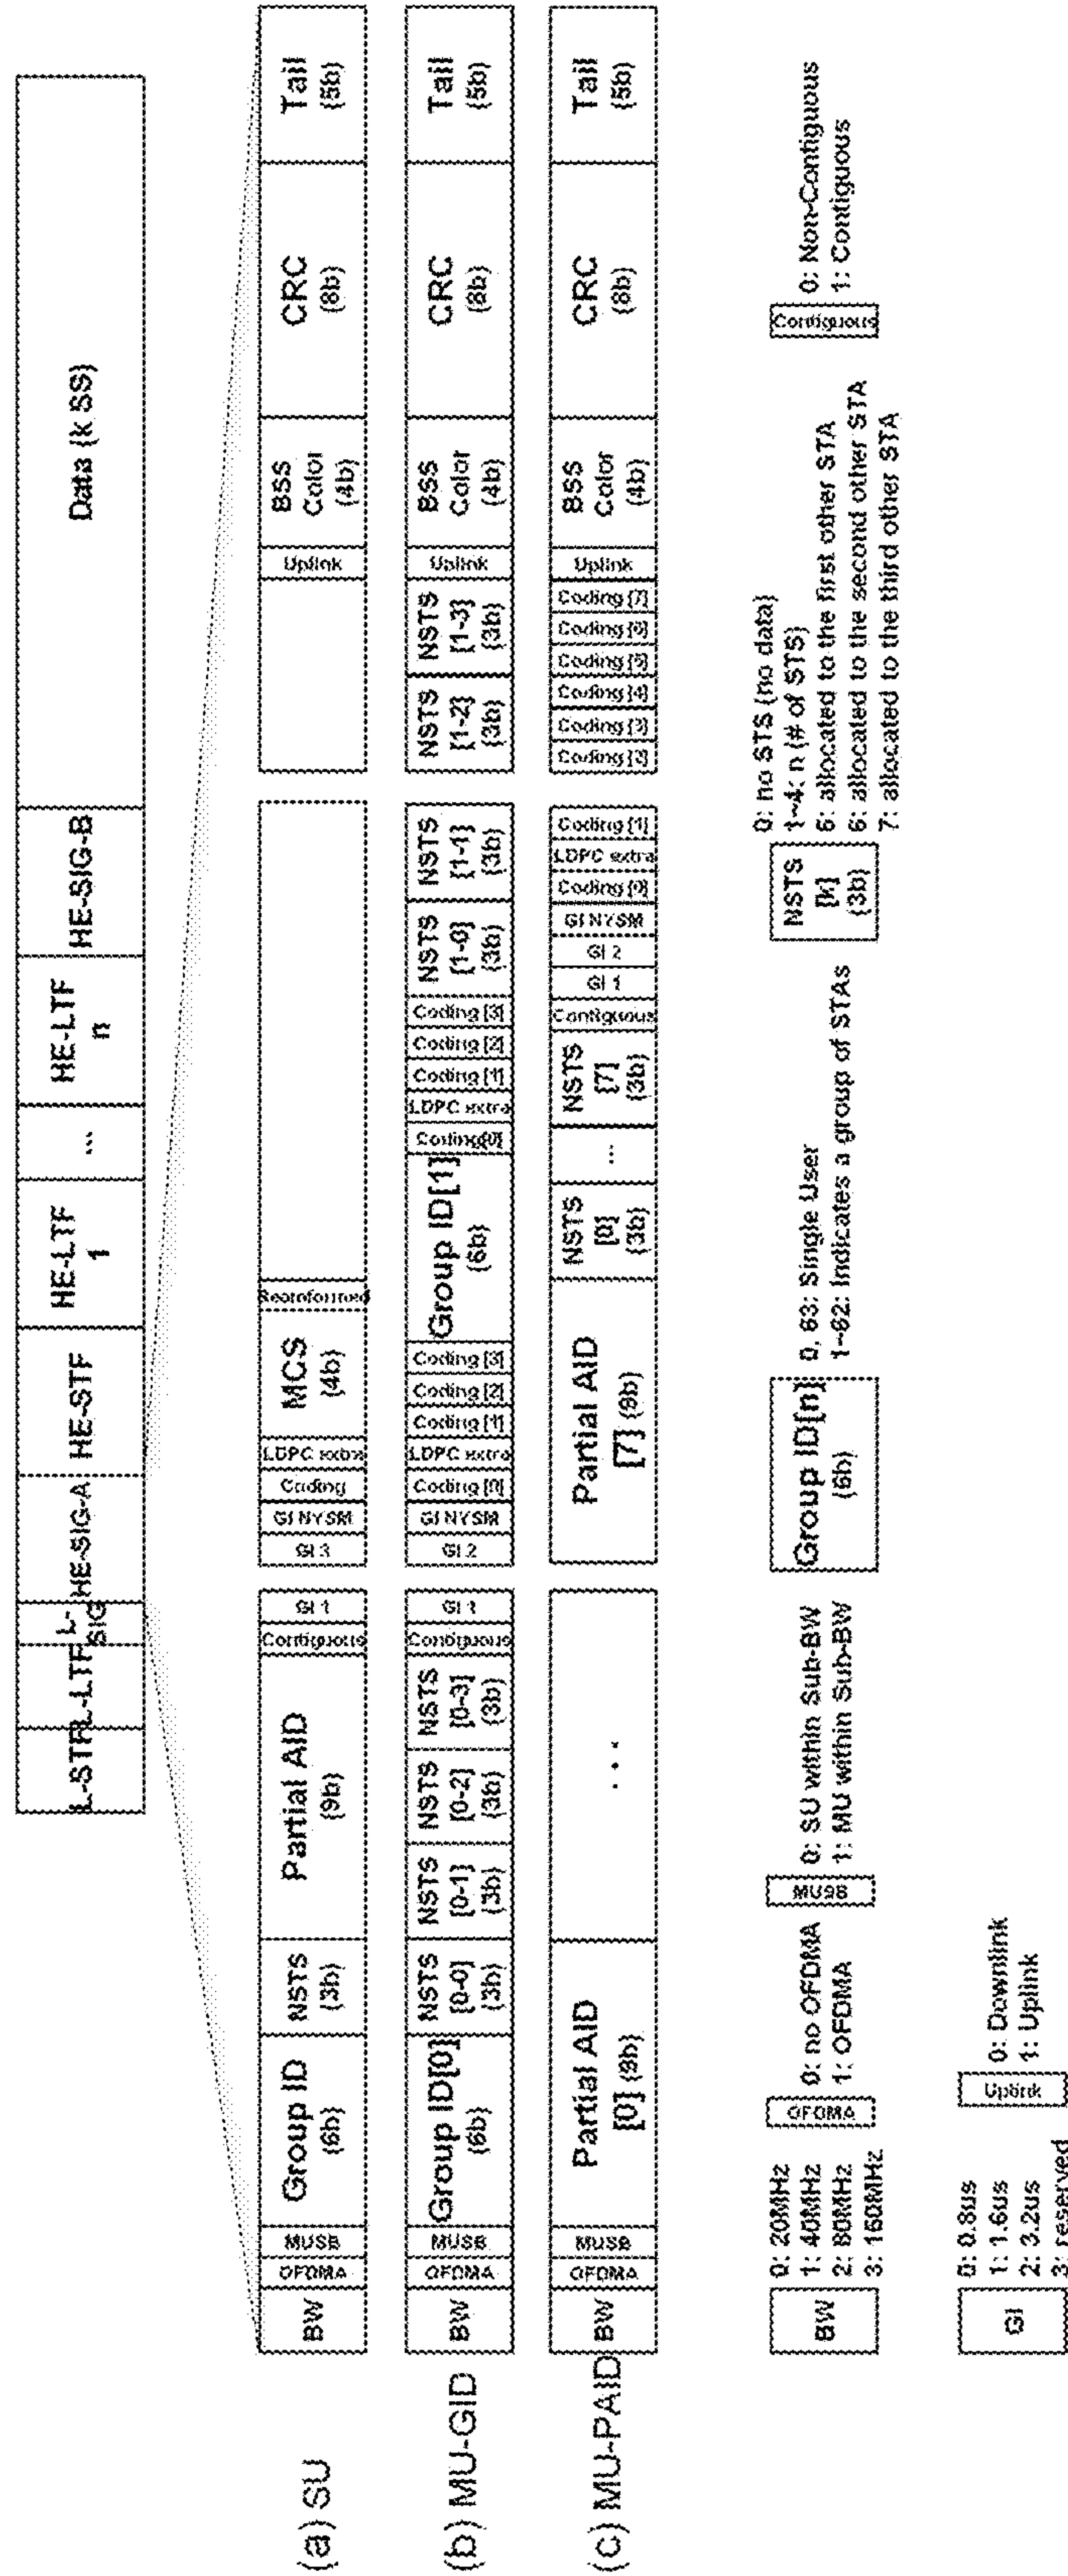 L-STF
L-LTF
L-
SIG
HE-SIG-A
HE-STF
HE-LTF
1
...
HE-LTF
n
HE-SIG-B
Data (k SS)
(a) SU
BW
OFDMA
MUSB
Group ID
(6b)
NSTS
(3b)
Partial AID
(9b)
Contiguous
GI 1
GI 3
GI NYSM
Coding
LDPC extra
MCS
(4b)
Beamformed
Uplink
BSS
Color
(4b)
CRC
(8b)
Tail
(5b)
(b) MU-GID
BW
OFDMA
MUSB
Group ID[0]
(6b)
NSTS
[0-0]
(3b)
NSTS
[0-1]
(3b)
NSTS
[0-2]
(3b)
NSTS
[0-3]
(3b)
Contiguous
GI 1
GI 2
GI NYSM
Coding [0]
LDPC extra
Coding [1]
Coding [2]
Coding [3]
Group ID[1]
(6b)
Coding[0]
LDPC extra
Coding [1]
Coding [2]
Coding [3]
NSTS
[1-0]
(3b)
NSTS
[1-1]
(3b)
NSTS
[1-2]
(3b)
NSTS
[1-3]
(3b)
Uplink
BSS
Color
(4b)
CRC
(8b)
Tail
(5b)
(c) MU-PAID
BW
OFDMA
MUSB
Partial AID
[0] (9b)
...
Partial AID
[7] (9b)
NSTS
[0]
(3b)
...
NSTS
[7]
(3b)
Contiguous
GI 1
GI 2
GI NYSM
Coding [0]
LDPC extra
Coding [1]
Coding [2]
Coding [3]
Coding [4]
Coding [5]
Coding [6]
Coding [7]
Uplink
BSS
Color
(4b)
CRC
(8b)
Tail
(5b)
BW
0: 20MHz
1: 40MHz
2: 80MHz
3: 160MHz
OFDMA
0: no OFDMA
1: OFDMA
MUSB
0: SU within Sub-BW
1: MU within Sub-BW
Group ID[n]
(6b)
0, 63: Single User
1~62: Indicates a group of STAs
NSTS
[k]
(3b)
0: no STS (no data)
1~4: n (# of STS)
6: allocated to the first other STA
6: allocated to the second other STA
7: allocated to the third other STA
Contiguous
0: Non-Contiguous
1: Contiguous
GI
0: 0.8us
1: 1.6us
2: 3.2us
3: reserved
Uplink
0: Downlink
1: Uplink